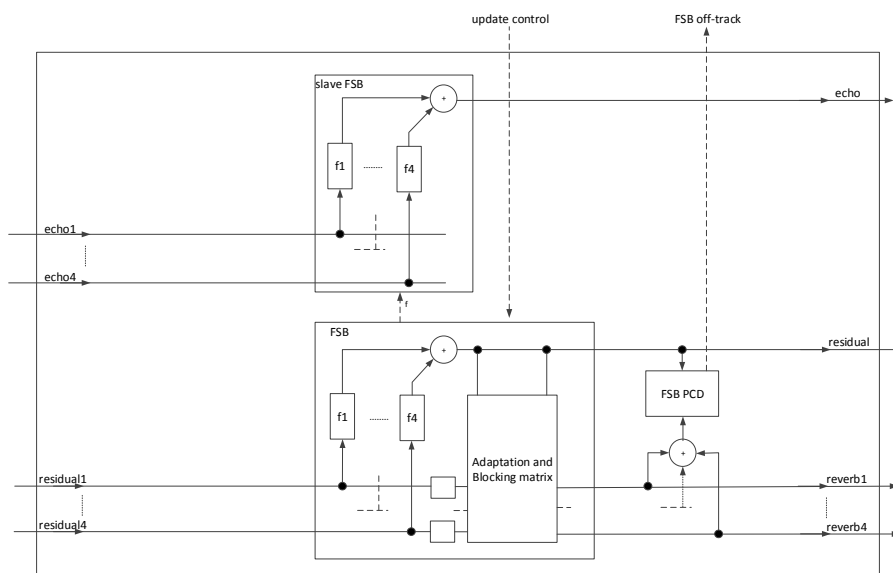 update control
FSB off-track
slave FSB
+
echo
f1
........
f4
echo1
echo4
f
FSB
+
residual
f1
........
f4
FSB PCD
Adaptation and
Blocking matrix
+
residual1
reverb1
residual4
reverb4